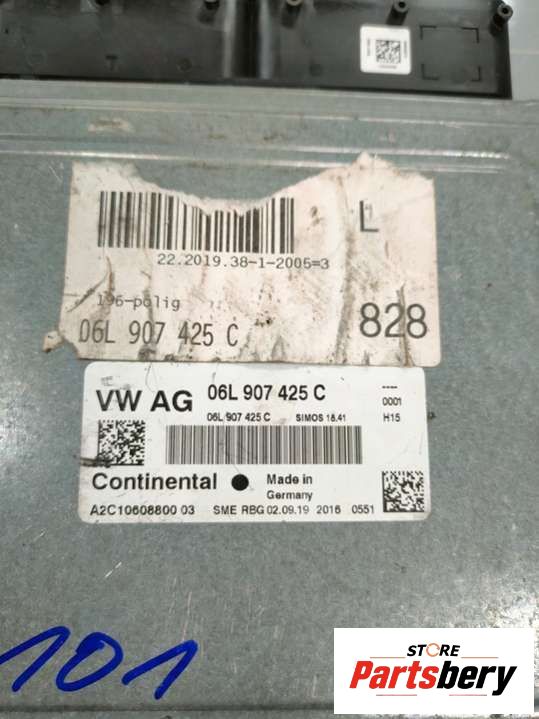 L
22.2019.38-1-2005=3
196-polig
06L 907 425 C
828
VW AG 06L 907 425 C
06L 907 425 C SIMOS 18.41
----
0001
H15
Continental
Made in
Germany
A2C10608800 03 SME RBG 02.09.19 2016 0551
101
STORE
Partsbery